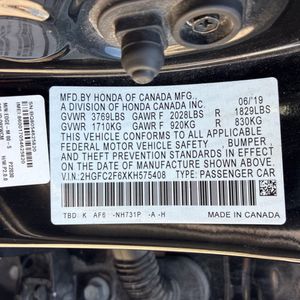 MFD.BY HONDA OF CANADA MFG.,
A DIVISION OF HONDA CANADA INC. 06/19
GVWR 3769LBS GAWR F 2028LBS R 1829LBS
GVWR 1710KG GAWR F 920KG R 830KG
THIS VEHICLE CONFORMS TO ALL APPLICABLE
FEDERAL MOTOR VEHICLE SAFETY, BUMPER,
AND THEFT PREVENTION STANDARDS IN EFFECT ON
THE DATE OF MANUFACTURE SHOWN ABOVE.
V.I.N:2HGFC2F6XKH575408 TYPE:PASSENGER CAR
TBD K AF6 -NH731P -A -H
MADE IN CANADA